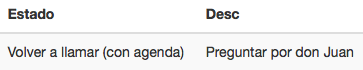 Estado Desc
Volver a llamar (con agenda) Preguntar por don Juan